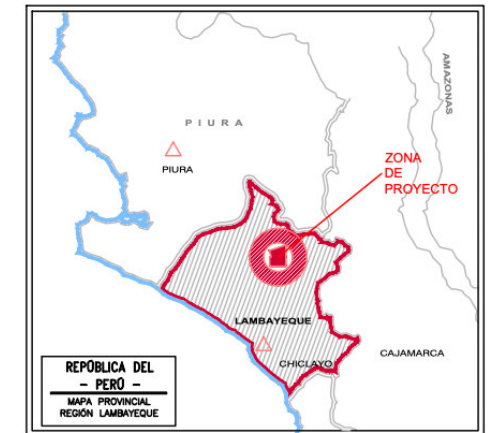 PIURA
PIURA
AMAZONAS
ZONA
DE
PROYECTO
LAMBAYEQUE
CHICLAYO
CAJAMARCA
REPÚBLICA DEL
- PERÚ -
MAPA PROVINCIAL
REGIÓN LAMBAYEQUE